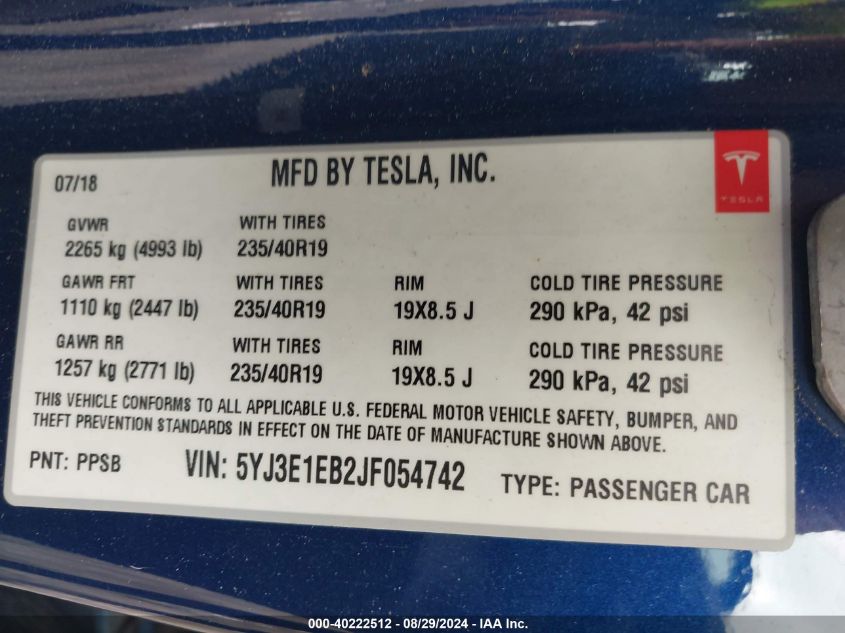 07/18
MFD BY TESLA, INC.
TESLA
GVWR WITH TIRES
2265 kg (4993 lb) 235/40R19
GAWR FRT WITH TIRES RIM COLD TIRE PRESSURE
1110 kg (2447 lb) 235/40R19 19X8.5 J 290 kPa, 42 psi
GAWR RR WITH TIRES RIM COLD TIRE PRESSURE
1257 kg (2771 lb) 235/40R19 19X8.5 J 290 kPa, 42 psi
THIS VEHICLE CONFORMS TO ALL APPLICABLE U.S. FEDERAL MOTOR VEHICLE SAFETY, BUMPER, AND
THEFT PREVENTION STANDARDS IN EFFECT ON THE DATE OF MANUFACTURE SHOWN ABOVE.
PNT: PPSB VIN: 5YJ3E1EB2JF054742 TYPE: PASSENGER CAR
000-40222512 - 08/29/2024 - IAA Inc.